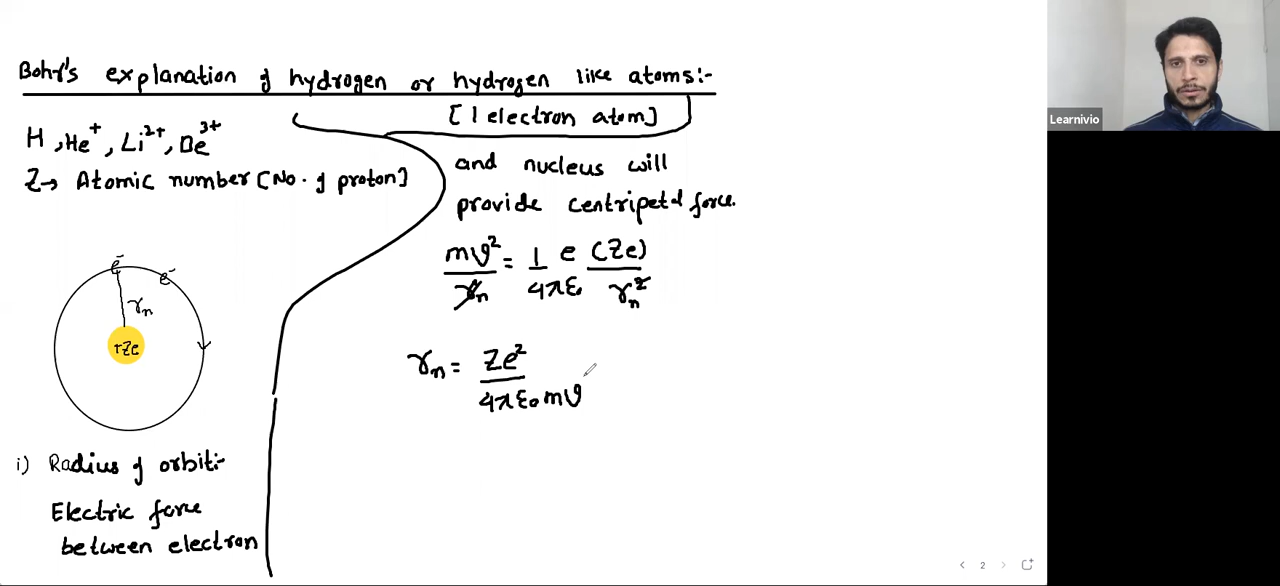 Bohr's explanation of hydrogen or hydrogen like atoms:-
[1 electron atom]
H, He⁺, Li²⁺, Be³⁺
Z→ Atomic number [No. of proton]
e⁻
e⁻
rₙ
+Ze
i) Radius of orbit:-
Electric force
between electron
and nucleus will
provide centripetal force.
mv²/rₙ = 1/4πε₀ e (Ze)/rₙ²
rₙ = Ze²/4πε₀mv
Learnivio
2